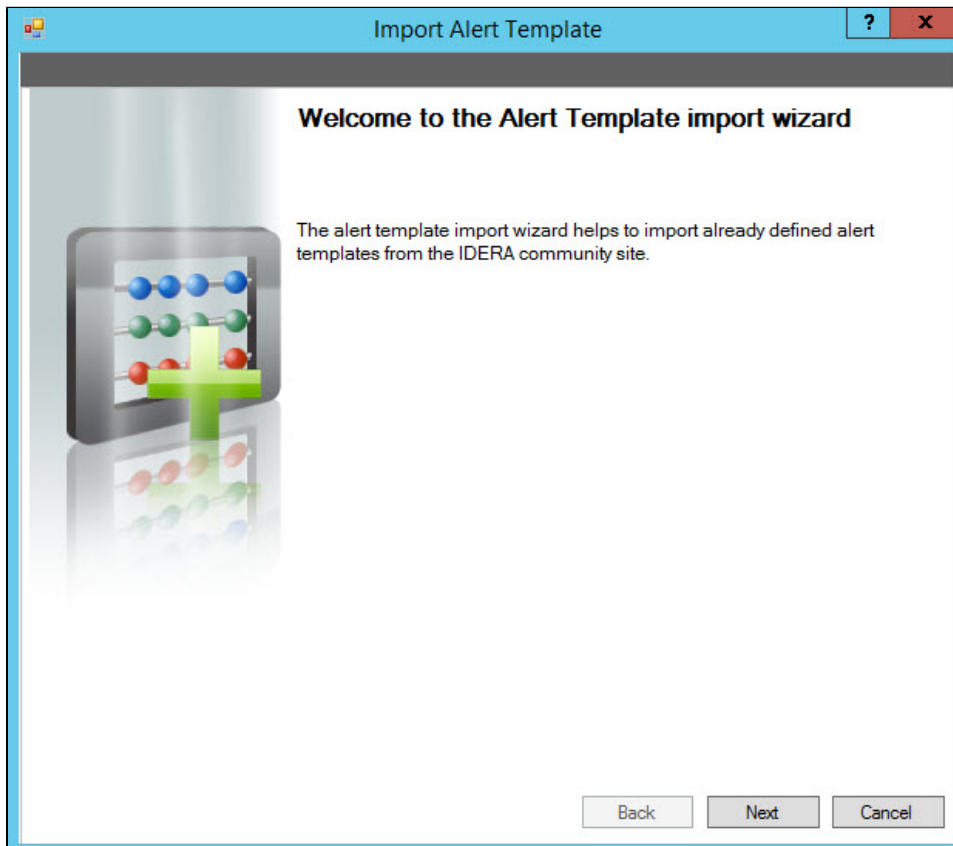 Import Alert Template
?
x
Welcome to the Alert Template import wizard
The alert template import wizard helps to import already defined alert
templates from the IDERA community site.
Back
Next
Cancel